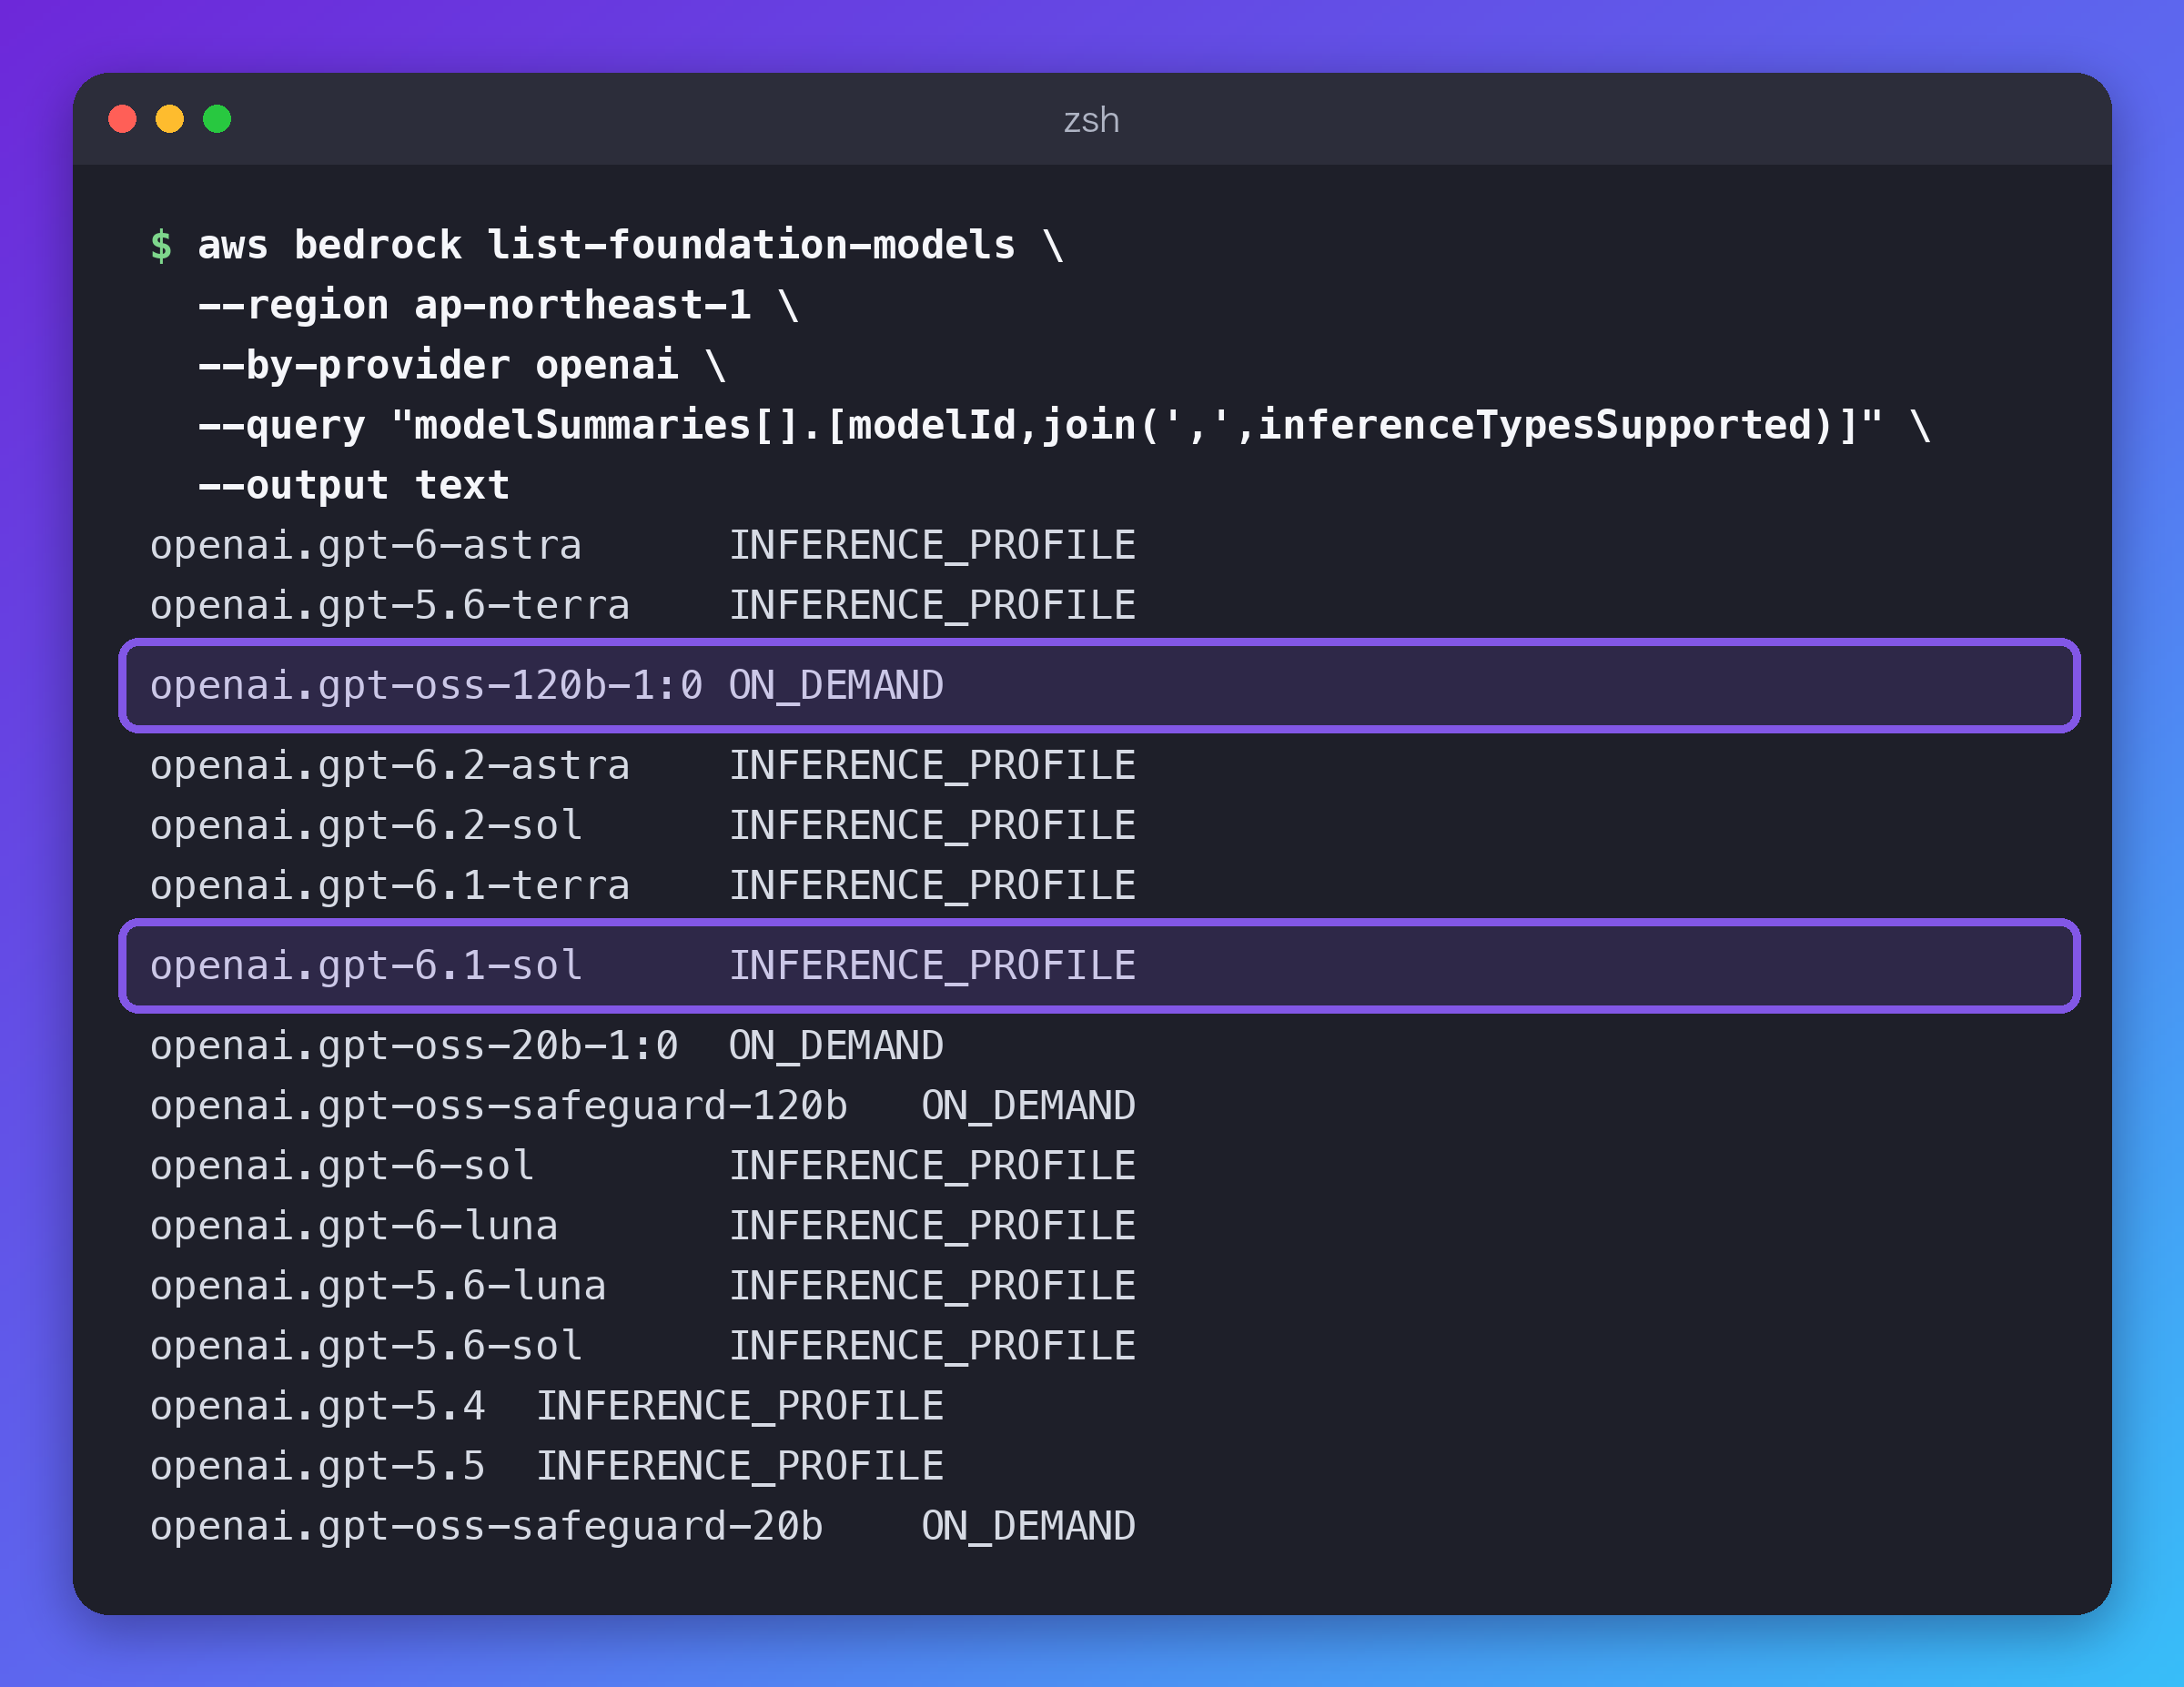 zsh
$ aws bedrock list-foundation-models \
--region ap-northeast-1 \
--by-provider openai \
--query "modelSummaries[].[modelId,join(',',inferenceTypesSupported)]" \
--output text
openai.gpt-6-astra INFERENCE_PROFILE
openai.gpt-5.6-terra INFERENCE_PROFILE
openai.gpt-oss-120b-1:0 ON_DEMAND
openai.gpt-6.2-astra INFERENCE_PROFILE
openai.gpt-6.2-sol INFERENCE_PROFILE
openai.gpt-6.1-terra INFERENCE_PROFILE
openai.gpt-6.1-sol INFERENCE_PROFILE
openai.gpt-oss-20b-1:0 ON_DEMAND
openai.gpt-oss-safeguard-120b ON_DEMAND
openai.gpt-6-sol INFERENCE_PROFILE
openai.gpt-6-luna INFERENCE_PROFILE
openai.gpt-5.6-luna INFERENCE_PROFILE
openai.gpt-5.6-sol INFERENCE_PROFILE
openai.gpt-5.4 INFERENCE_PROFILE
openai.gpt-5.5 INFERENCE_PROFILE
openai.gpt-oss-safeguard-20b ON_DEMAND